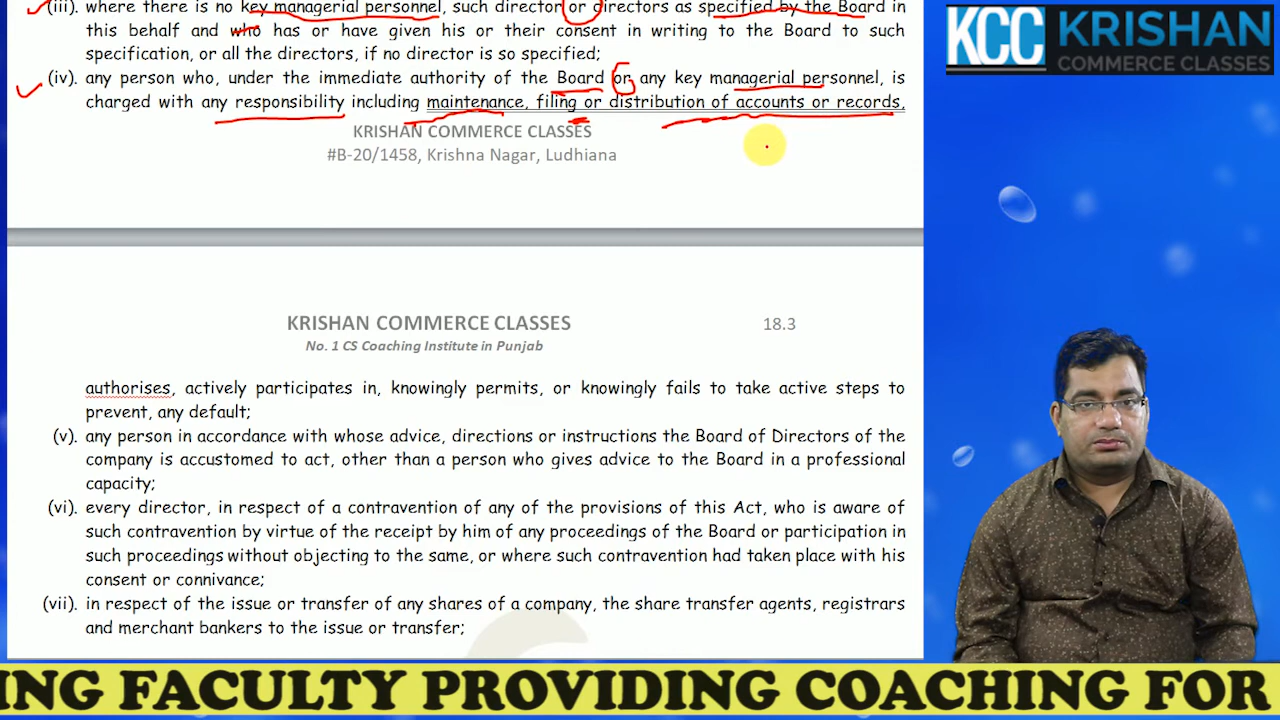 (iii). where there is no key managerial personnel, such director or directors as specified by the Board in
this behalf and who has or have given his or their consent in writing to the Board to such
specification, or all the directors, if no director is so specified;
(iv). any person who, under the immediate authority of the Board or any key managerial personnel, is
charged with any responsibility including maintenance, filing or distribution of accounts or records,
KRISHAN COMMERCE CLASSES
#B-20/1458, Krishna Nagar, Ludhiana
KRISHAN COMMERCE CLASSES 18.3
No. 1 CS Coaching Institute in Punjab
authorises, actively participates in, knowingly permits, or knowingly fails to take active steps to
prevent, any default;
(v). any person in accordance with whose advice, directions or instructions the Board of Directors of the
company is accustomed to act, other than a person who gives advice to the Board in a professional
capacity;
(vi). every director, in respect of a contravention of any of the provisions of this Act, who is aware of
such contravention by virtue of the receipt by him of any proceedings of the Board or participation in
such proceedings without objecting to the same, or where such contravention had taken place with his
consent or connivance;
(vii). in respect of the issue or transfer of any shares of a company, the share transfer agents, registrars
and merchant bankers to the issue or transfer;
KCC KRISHAN
COMMERCE CLASSES
ING FACULTY PROVIDING COACHING FOR